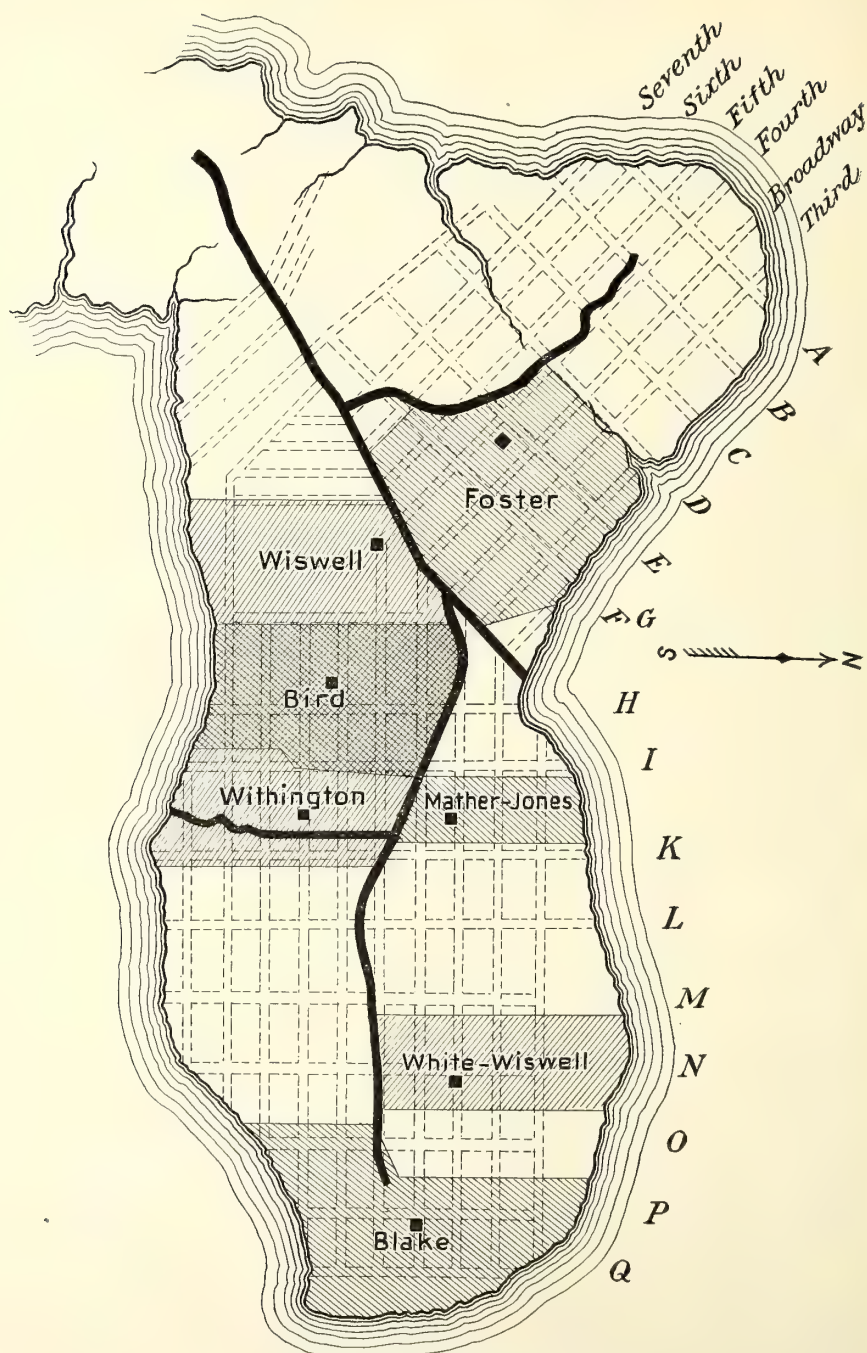 Seventh
Sixth
Fifth
Fourth
Broadway
Third
A
B
C
D
E
F
G
H
I
K
L
M
N
O
P
Q
S
N
Foster
Wiswell
Bird
Withington
Mather-Jones
White-Wiswell
Blake